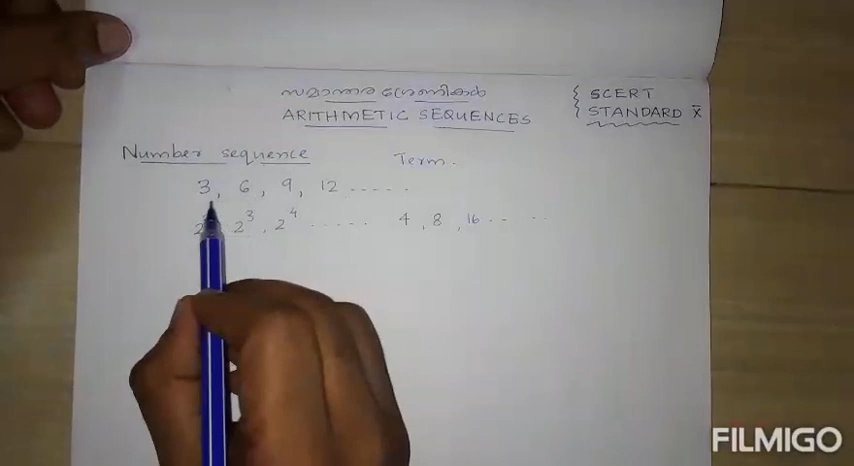 സമാന്തര ശ്രേണികൾ
ARITHMETIC SEQUENCES
SCERT
STANDARD X
Number sequence
Term.
3, 6, 9, 12 .....
2 2³, 2⁴ ..... 4, 8, 16 .. ..
FILMIGO